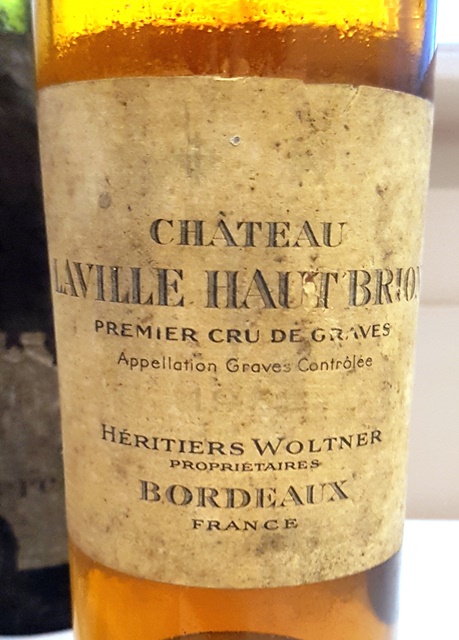 CHÂTEAU
LAVILLE HAUT BRION
PREMIER CRU DE GRAVES
Appellation Graves Contrôlée
HÉRITIERS WOLTNER
PROPRIÉTAIRES
BORDEAUX
FRANCE